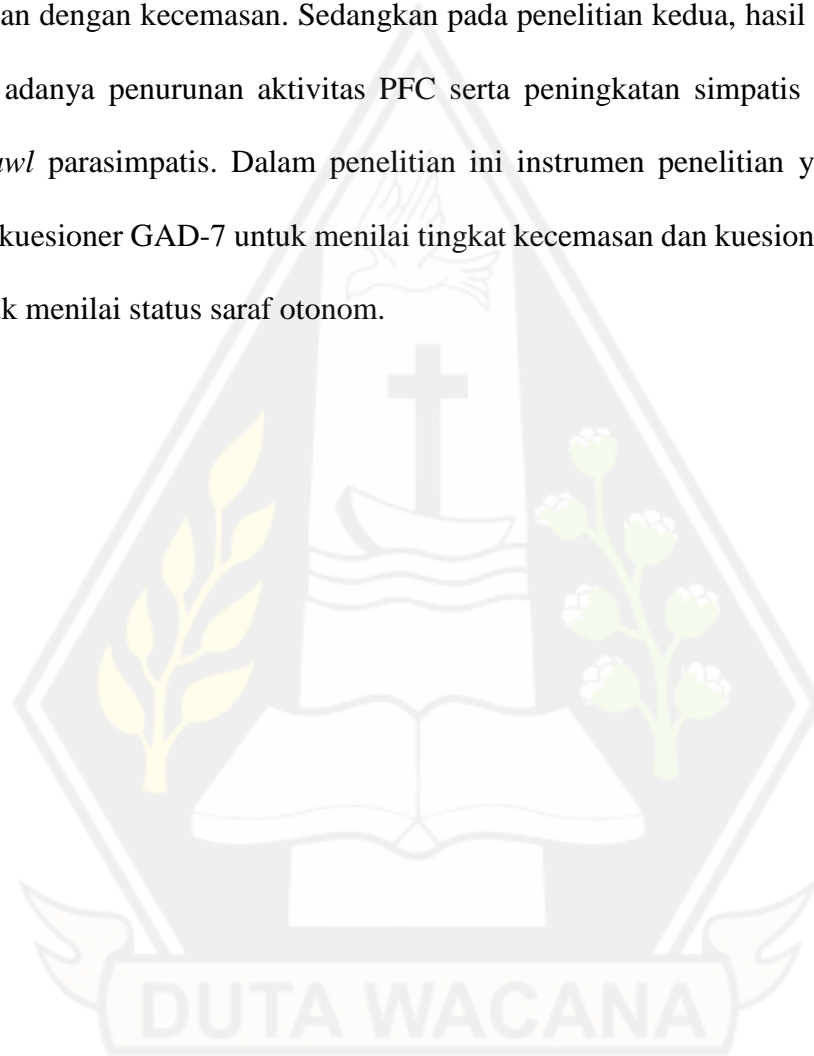 an dengan kecemasan. Sedangkan pada penelitian kedua, hasil
adanya penurunan aktivitas PFC serta peningkatan simpatis
awl parasimpatis. Dalam penelitian ini instrumen penelitian y
kuesioner GAD-7 untuk menilai tingkat kecemasan dan kuesion
k menilai status saraf otonom.
DUTA WACANA